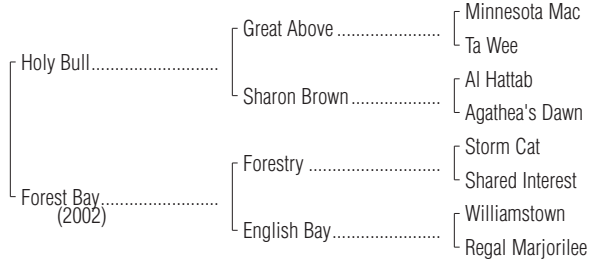 Minnesota Mac
Great Above ........................
Ta Wee
Holy Bull.............................
Al Hattab
Sharon Brown....................
Agathea's Dawn
Storm Cat
Forestry ..............................
Shared Interest
Forest Bay...........................
(2002)
Williamstown
English Bay.........................
Regal Marjorilee